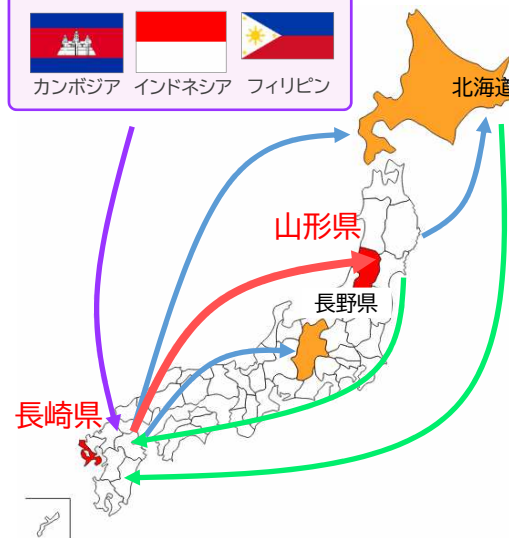 カンボジア インドネシア フィリピン
北海道
山形県
長野県
長崎県